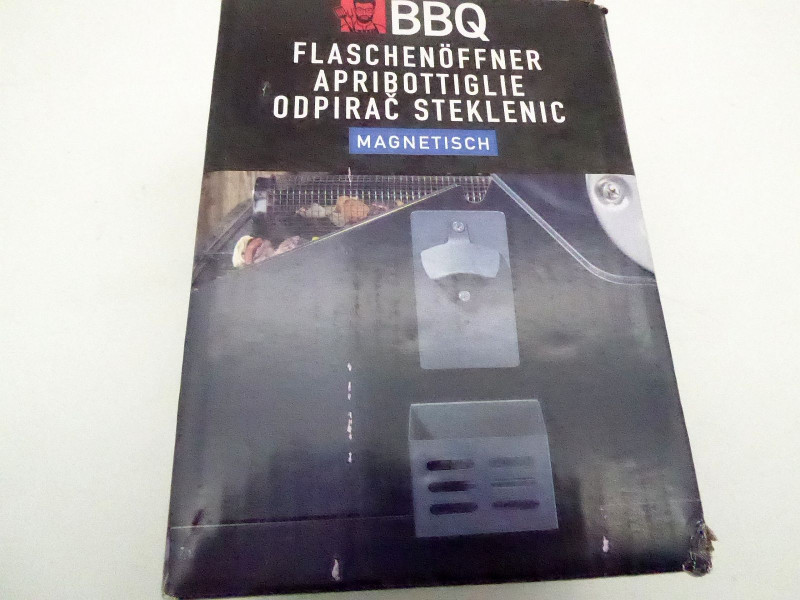 BBQ
FLASCHENÖFFNER
APRIBOTTIGLIE
ODPIRAČ STEKLENIC
MAGNETISCH